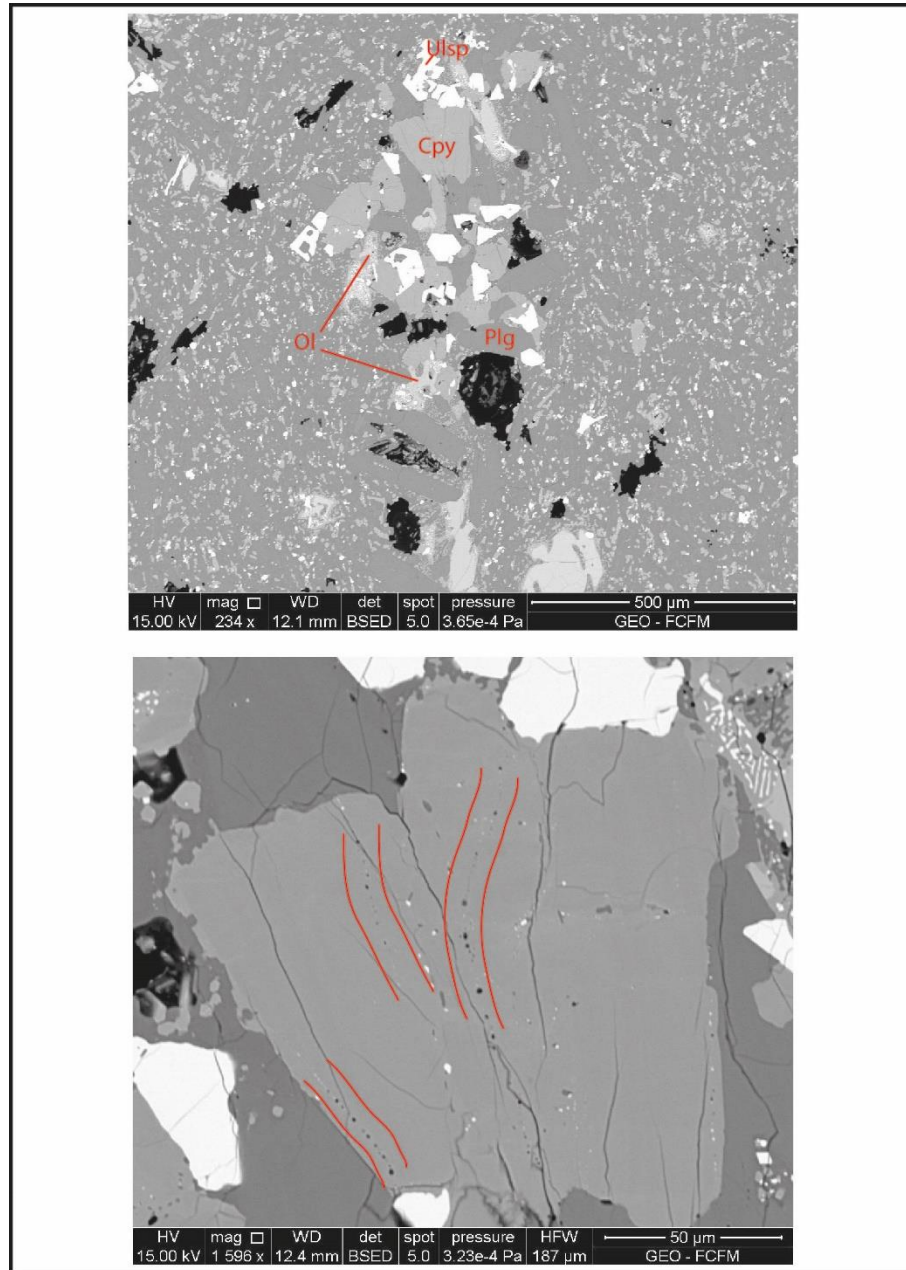 Ulsp
Cpy
Ol
Plg
HV mag □ WD det spot pressure 500 µm
15.00 kV 234 x 12.1 mm BSED 5.0 3.65e-4 Pa GEO - FCFM
HV mag □ WD det spot pressure HFW 50 µm
15.00 kV 1 596 x 12.4 mm BSED 5.0 3.23e-4 Pa 187 µm GEO - FCFM